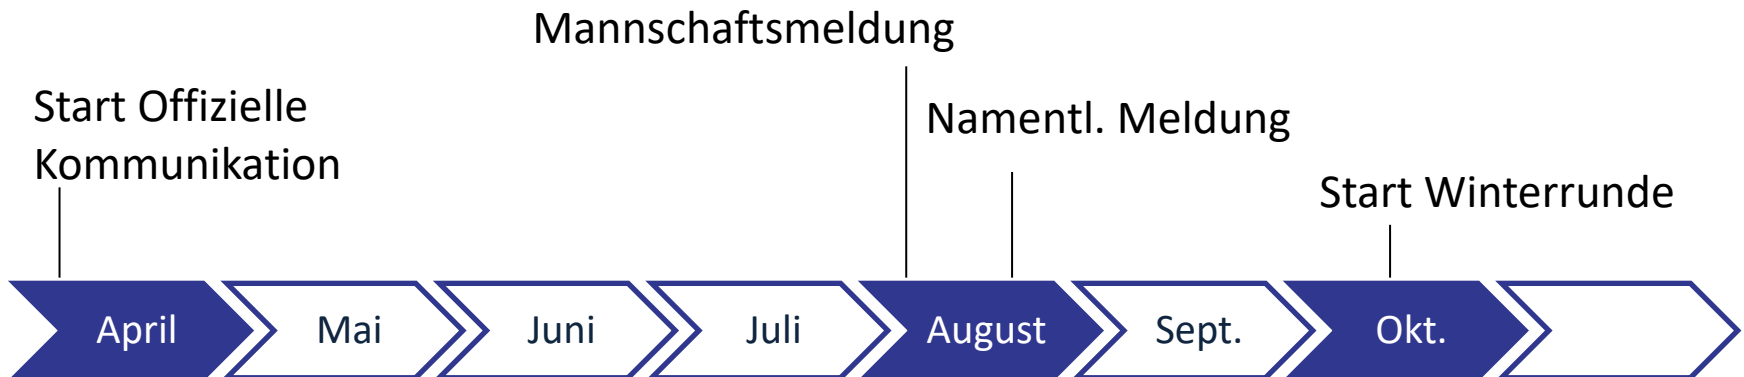 Mannschaftsmeldung
Start Offizielle
Kommunikation
Namentl. Meldung
Start Winterrunde
April
Mai
Juni
Juli
August
Sept.
Okt.